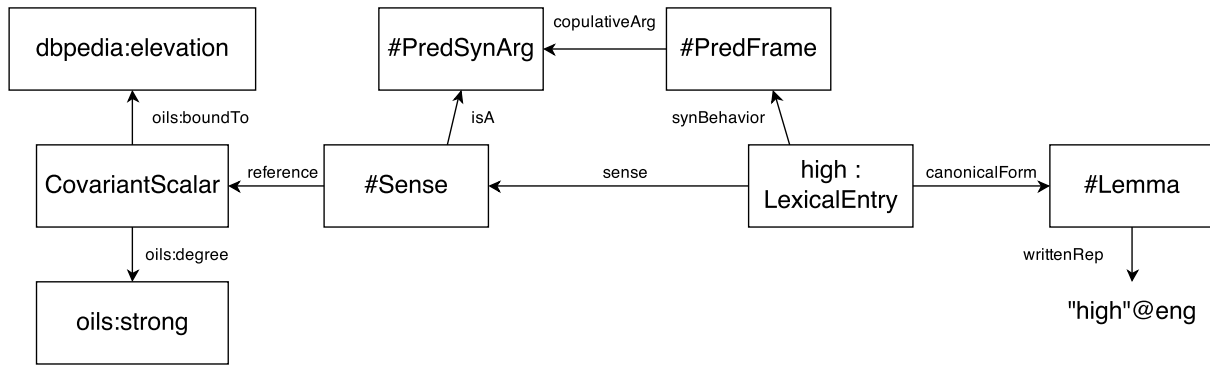 copulativeArg
dbpedia:elevation
#PredSynArg
#PredFrame
oils:boundTo
isA
synBehavior
CovariantScalar
reference
#Sense
sense
high :
LexicalEntry
canonicalForm
#Lemma
oils:degree
writtenRep
oils:strong
"high"@eng